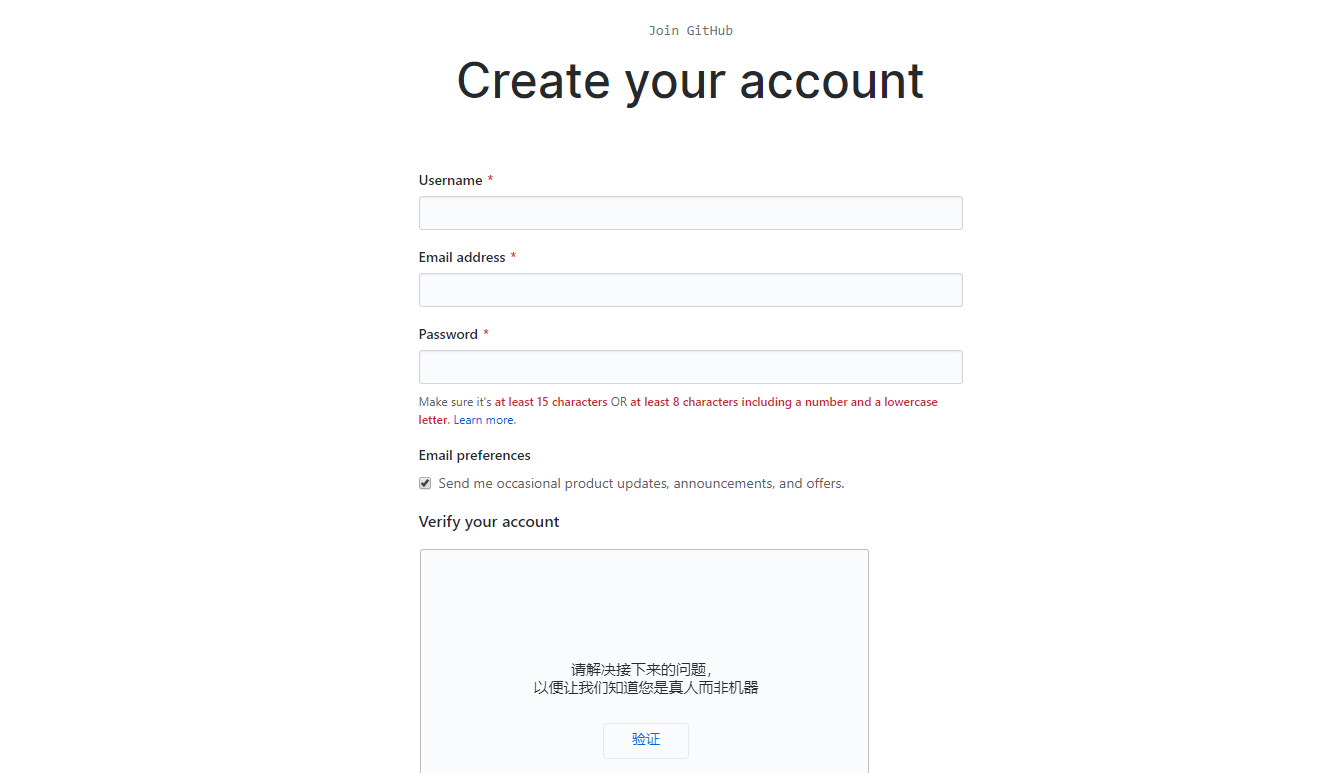 Join GitHub
Create your account
Username *
Email address *
Password *
Make sure it's at least 15 characters OR at least 8 characters including a number and a lowercase
letter. Learn more.
Email preferences
Send me occasional product updates, announcements, and offers.
Verify your account
请解决接下来的问题，
以便让我们知道您是真人而非机器
验证